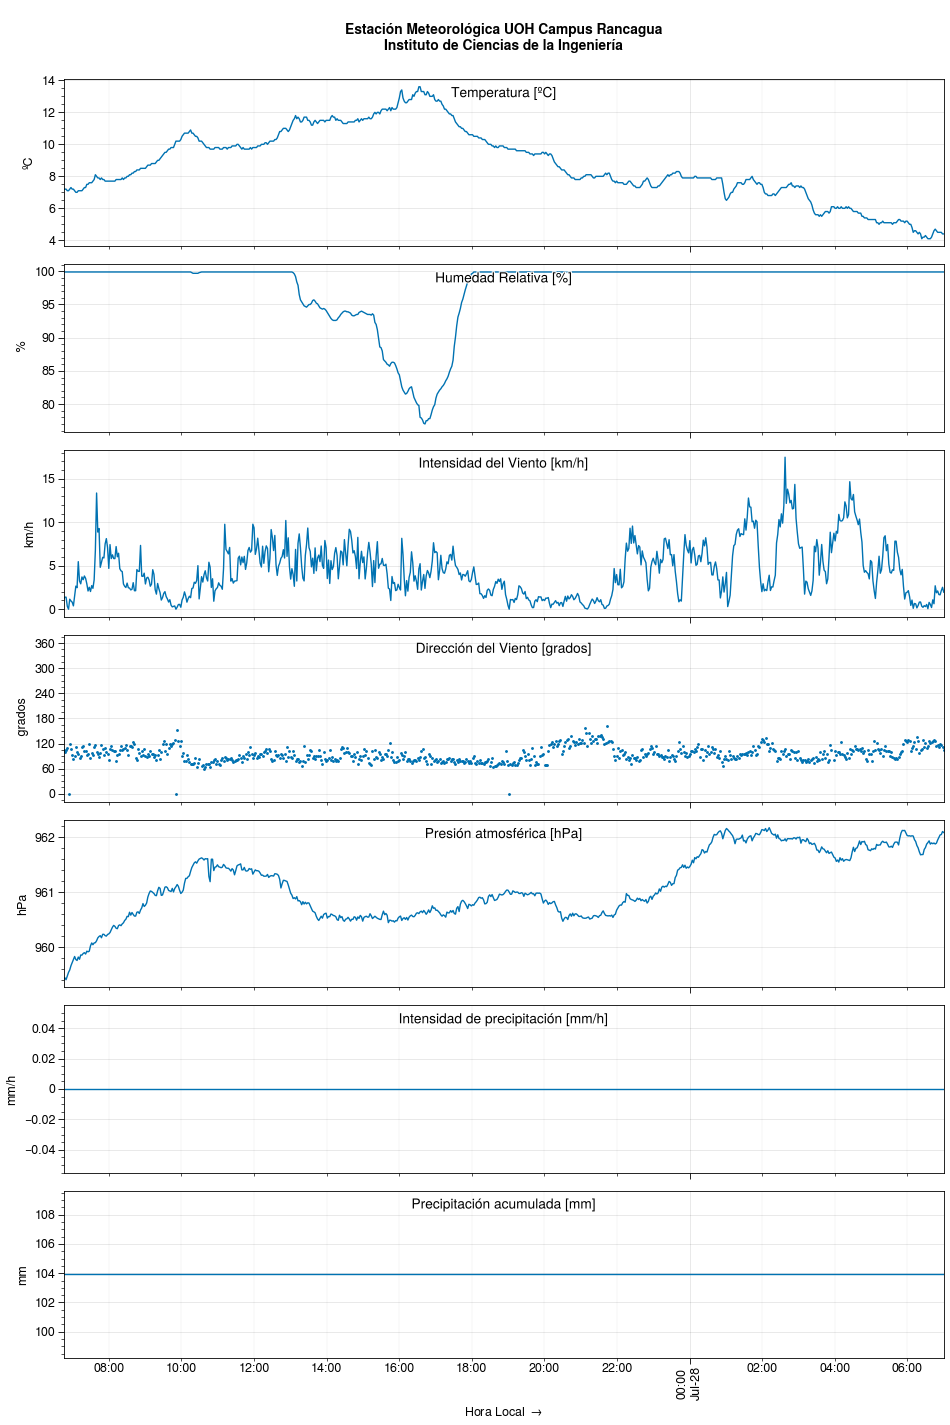 Estación Meteorológica UOH Campus Rancagua
Instituto de Ciencias de la Ingeniería
Temperatura [ºC]
ºC
14
12
10
8
6
4
Humedad Relativa [%]
%
100
95
90
85
80
Intensidad del Viento [km/h]
km/h
15
10
5
0
Dirección del Viento [grados]
grados
360
300
240
180
120
60
0
Presión atmosférica [hPa]
hPa
962
961
960
Intensidad de precipitación [mm/h]
mm/h
0.04
0.02
0
−0.02
−0.04
Precipitación acumulada [mm]
mm
108
106
104
102
100
08:00 10:00 12:00 14:00 16:00 18:00 20:00 22:00 00:00 02:00 04:00 06:00
Jul-28
Hora Local →